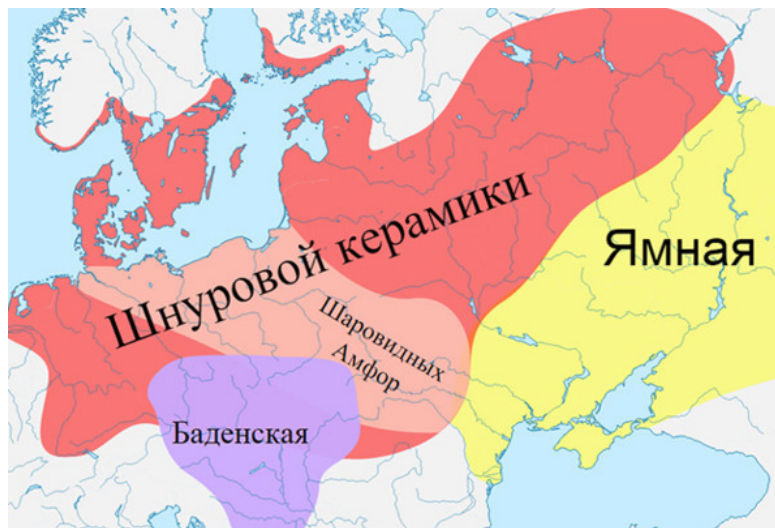 Шнуровой керамики
Ямная
Шаровидных
Амфор
Баденская